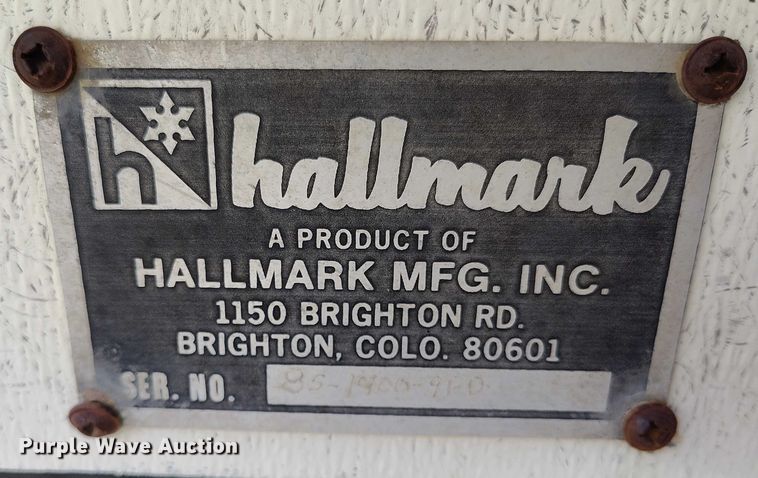 h hallmark
A PRODUCT OF
HALLMARK MFG. INC.
1150 BRIGHTON RD.
BRIGHTON, COLO. 80601
SER. NO.
Purple Wave Auction